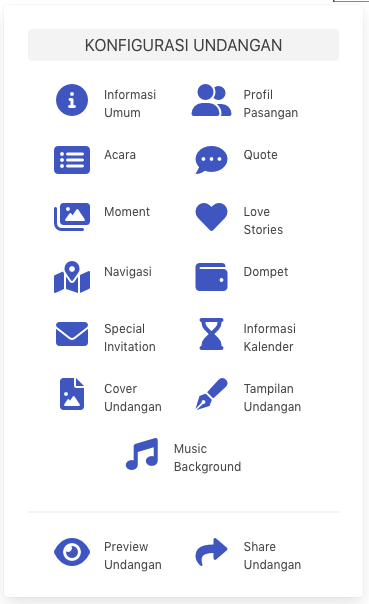 KONFIGURASI UNDANGAN
Informasi
Umum
Profil
Pasangan
Acara
Quote
Moment
Love
Stories
Navigasi
Dompet
Special
Invitation
Informasi
Kalender
Cover
Undangan
Tampilan
Undangan
Music
Background
Preview
Undangan
Share
Undangan